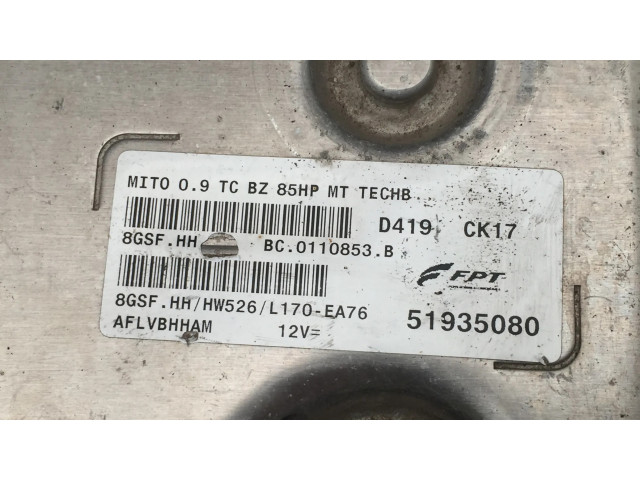 MITO 0.9 TC BZ 85HP MT TECHB
D419 CK17
8GSF.HH BC.0110853.B
FPT
8GSF.HH/HW526/L170-EA76
51935080
AFLVBHHAM 12V=